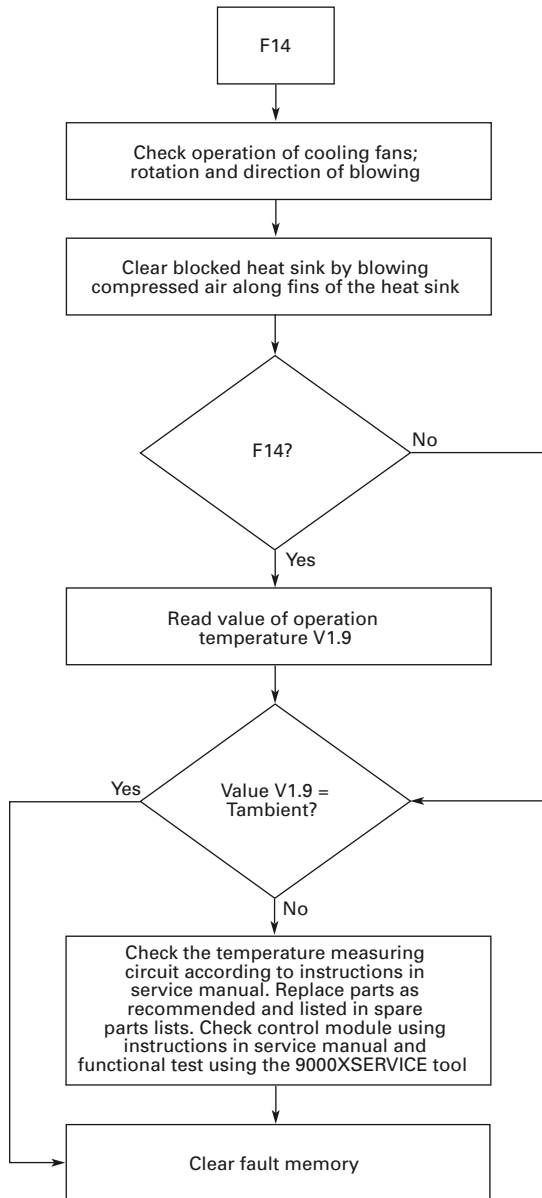 F14
Check operation of cooling fans;
rotation and direction of blowing
Clear blocked heat sink by blowing
compressed air along fins of the heat sink
F14?
No
Yes
Read value of operation
temperature V1.9
Yes
Value V1.9 =
Tambient?
No
Check the temperature measuring
circuit according to instructions in
service manual. Replace parts as
recommended and listed in spare
parts lists. Check control module using
instructions in service manual and
functional test using the 9000XSERVICE tool
Clear fault memory